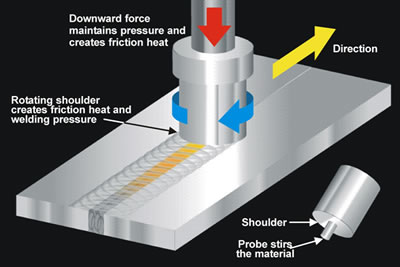 Downward force
maintains pressure and
creates friction heat
Direction
Rotating shoulder
creates friction heat and
welding pressure
Shoulder
Probe stirs
the material